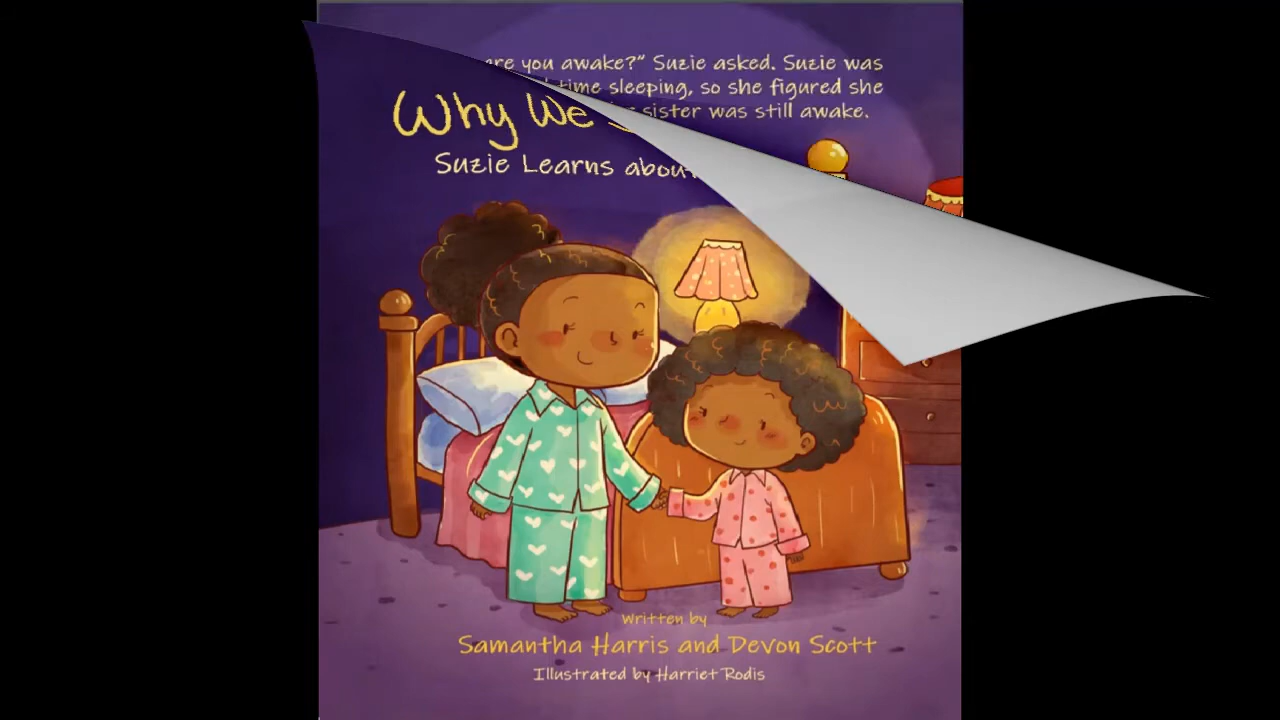 are you awake?” Suzie asked. Suzie was
time sleeping, so she figured she
sister was still awake.
Why We
Suzie Learns about
Written by
Samantha Harris and Devon Scott
Illustrated by Harriet Rodis